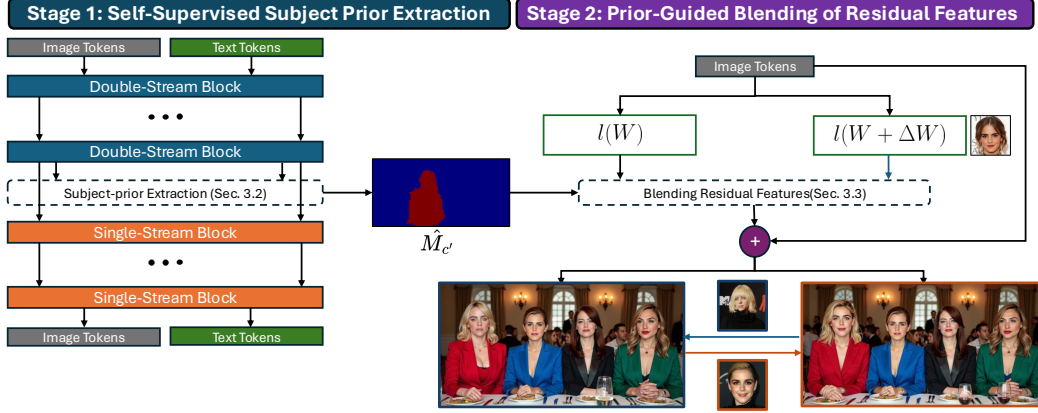 Stage 1: Self-Supervised Subject Prior Extraction
Stage 2: Prior-Guided Blending of Residual Features
Image Tokens
Text Tokens
Double-Stream Block
• • •
Double-Stream Block
Subject-prior Extraction (Sec. 3.2)
Single-Stream Block
• • •
Single-Stream Block
Image Tokens
Text Tokens
$\hat{M}_{c'}$
Image Tokens
$l(W)$
$l(W + \Delta W)$
Blending Residual Features(Sec. 3.3)
+